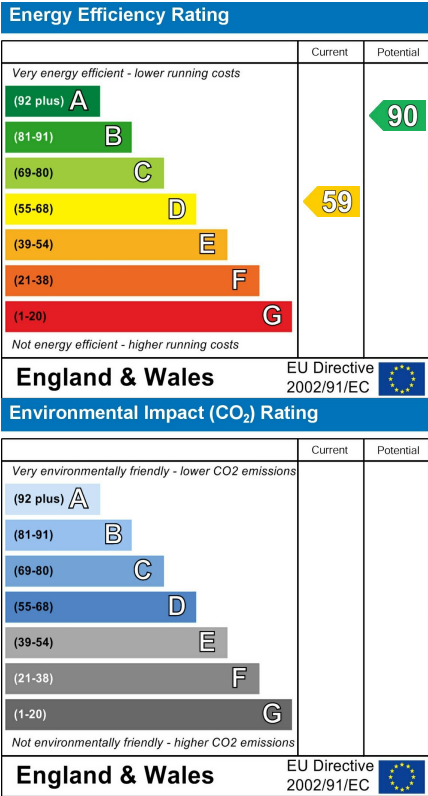 Energy Efficiency Rating
Current Potential
Very energy efficient - lower running costs
(92 plus) A
(81-91) B
90
(69-80) C
(55-68) D
59
(39-54) E
(21-38) F
(1-20) G
Not energy efficient - higher running costs
England & Wales
EU Directive
2002/91/EC
Environmental Impact (CO₂) Rating
Current Potential
Very environmentally friendly - lower CO2 emissions
(92 plus) A
(81-91) B
(69-80) C
(55-68) D
(39-54) E
(21-38) F
(1-20) G
Not environmentally friendly - higher CO2 emissions
England & Wales
EU Directive
2002/91/EC